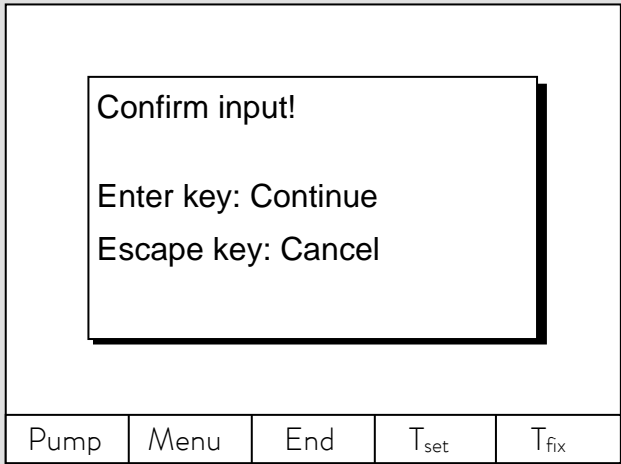 Confirm input!
Enter key: Continue
Escape key: Cancel
Pump Menu End Tset Tfix